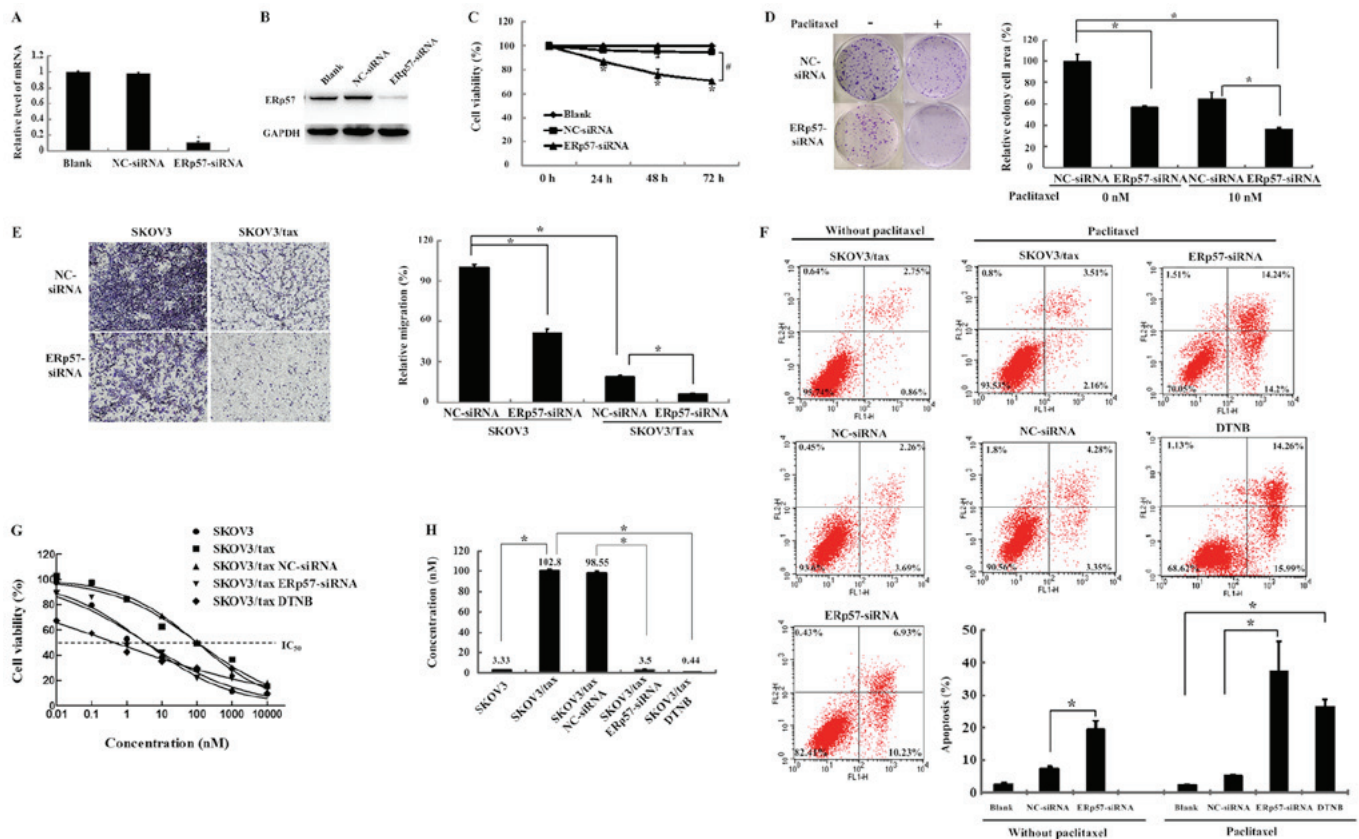 A
Relative level of mRNA
1.2
1
0.8
0.6
0.4
0.2
0
*
Blank NC-siRNA ERp57-siRNA
B
Blank NC-siRNA ERp57-siRNA
ERp57
GAPDH
C
Cell viability (%)
120
100
80
60
40
20
0
* * *
#
Blank
NC-siRNA
ERp57-siRNA
0 h 24 h 48 h 72 h
D
Paclitaxel - +
NC-
siRNA
ERp57-
siRNA
Relative colony cell area (%)
120
100
80
60
40
20
0
* * *
NC-siRNA ERp57-siRNA NC-siRNA ERp57-siRNA
Paclitaxel 0 nM 10 nM
E
SKOV3 SKOV3/tax
NC-
siRNA
ERp57-
siRNA
Relative migration (%)
120
90
60
30
0
* * *
NC-siRNA ERp57-siRNA NC-siRNA ERp57-siRNA
SKOV3 SKOV3/Tax
F
Without paclitaxel Paclitaxel
SKOV3/tax SKOV3/tax ERp57-siRNA
0.64% 2.75% 0.8% 3.51% 1.51% 14.24%
0.86% 93.53% 2.16% 70.05% 14.2%
FL2-H
FL1-H
NC-siRNA NC-siRNA DTNB
0.45% 2.26% 1.8% 4.28% 1.13% 14.26%
3.69% 90.56% 3.35% 68.62% 15.99%
FL2-H
FL1-H
ERp57-siRNA
0.43% 6.93%
82.41% 10.23%
FL2-H
FL1-H
Apoptosis (%)
50
40
30
20
10
0
* * *
Blank NC-siRNA ERp57-siRNA Blank NC-siRNA ERp57-siRNA DTNB
Without paclitaxel Paclitaxel
G
SKOV3
SKOV3/tax
SKOV3/tax NC-siRNA
SKOV3/tax ERp57-siRNA
SKOV3/tax DTNB
Cell viability (%)
120
100
80
60
40
20
0
IC50
0.01 0.1 1 10 100 1000 10000
Concentration (nM)
H
Concentration (nM)
120
100
80
60
40
20
0
* * *
3.33 102.8 98.55 3.5 0.44
SKOV3
SKOV3/tax
SKOV3/tax
NC-siRNA
SKOV3/tax
ERp57-siRNA
SKOV3/tax
DTNB